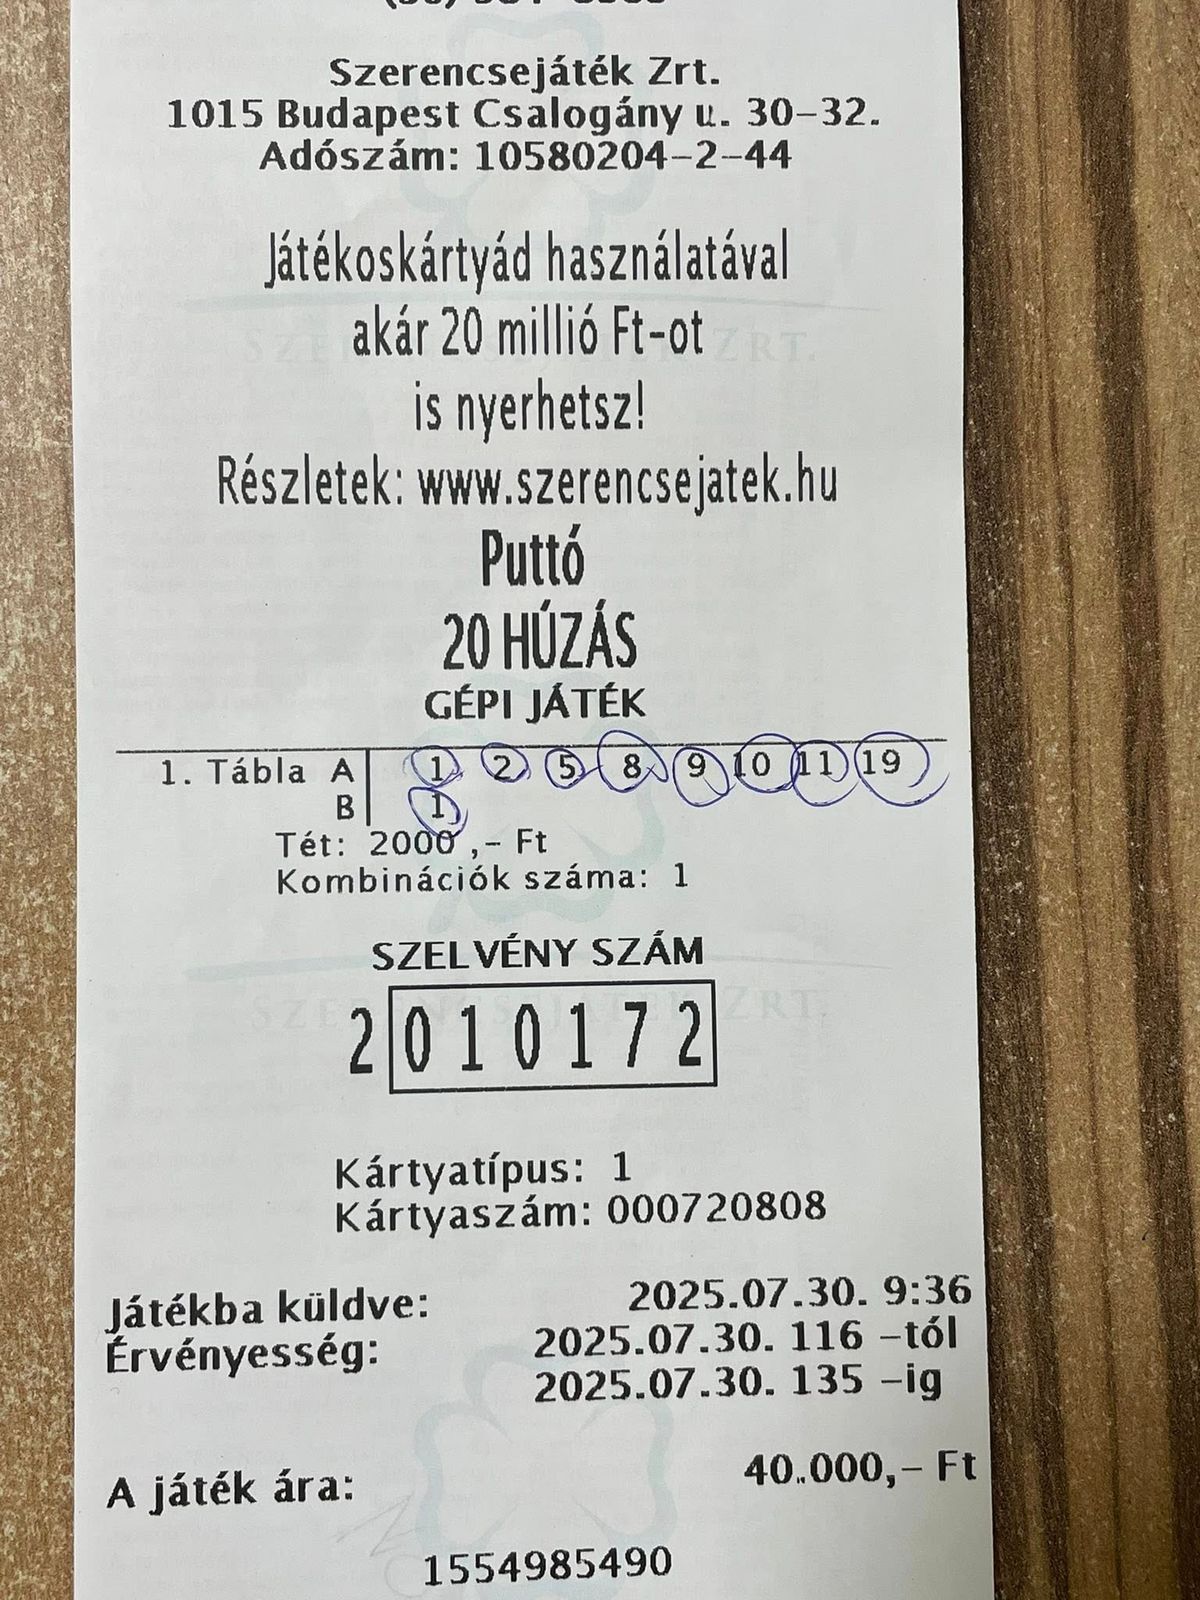 Szerencsejáték Zrt.
1015 Budapest Csalogány u. 30-32.
Adószám: 10580204-2-44
Játékoskártyád használatával
akár 20 millió Ft-ot
is nyerhetsz!
Részletek: www.szerencsejatek.hu
Puttó
20 HÚZÁS
GÉPI JÁTÉK
1. Tábla A 1 2 5 8 9 10 11 19
B 1
Tét: 2000 ,- Ft
Kombinációk száma: 1
SZELVÉNY SZÁM
2 010172
Kártyatípus: 1
Kártyaszám: 000720808
Játékba küldve: 2025.07.30. 9:36
Érvényesség: 2025.07.30. 116 -tól
2025.07.30. 135 -ig
A játék ára: 40.000,- Ft
1554985490